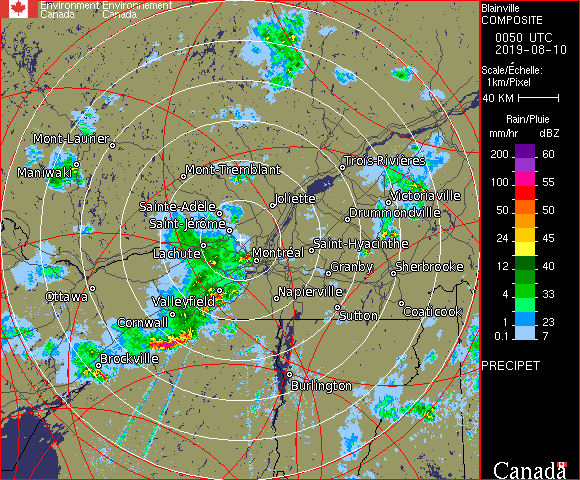 Environment Environnement
Canada Canada
Blainville
COMPOSITE
0050 UTC
2019-08-10
Scale/Échelle:
1km/Pixel
40 KM
Rain/Pluie
mm/hr dBZ
200 60
100 55
50 50
24 45
12 40
4 33
1 23
0.1 7
PRECIPET
Canada
Mont-Laurier
Maniwaki
Mont-Tremblant
Trois-Rivières
Sainte-Adèle
Joliette
Victoriaville
Drummondville
Saint-Jérôme
Lachute
Montréal
Saint-Hyacinthe
Granby
Sherbrooke
Ottawa
Valleyfield
Napierville
Coaticook
Cornwall
Sutton
Brockville
Burlington